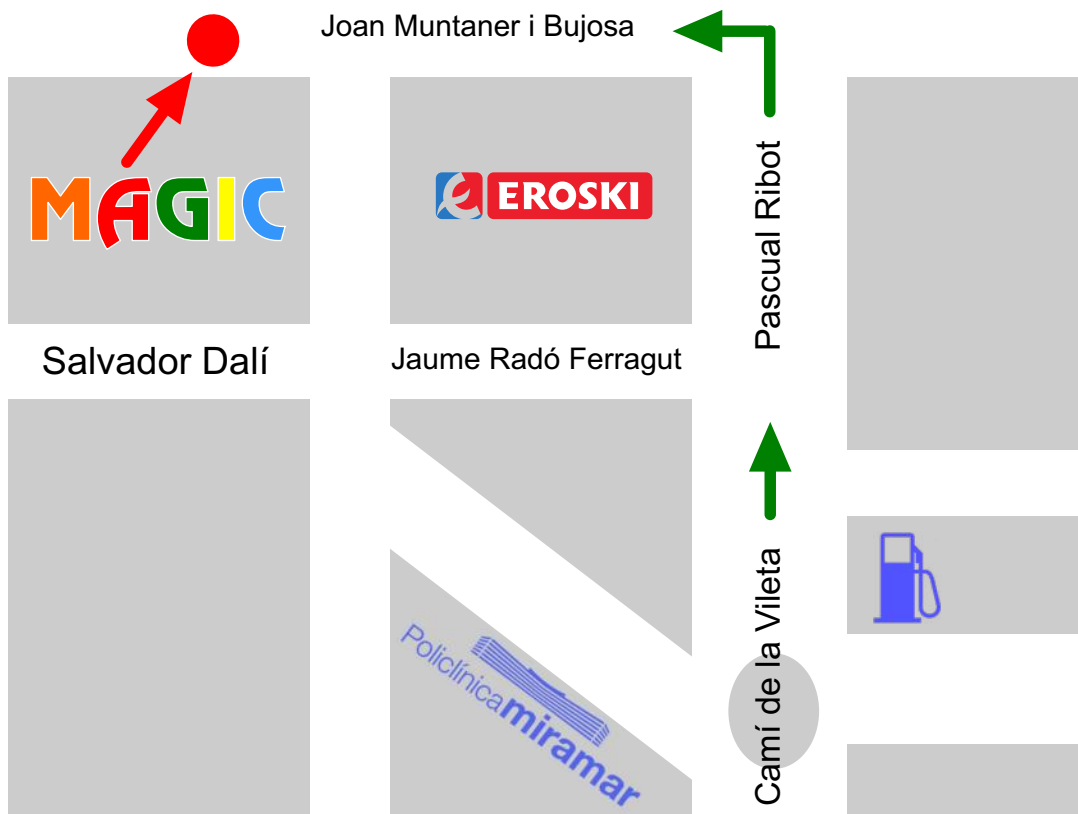 Joan Muntaner i Bujosa
MAGIC
e EROSKI
Pascual Ribot
Salvador Dalí
Jaume Radó Ferragut
Camí de la Vileta
Policlínica
miramar